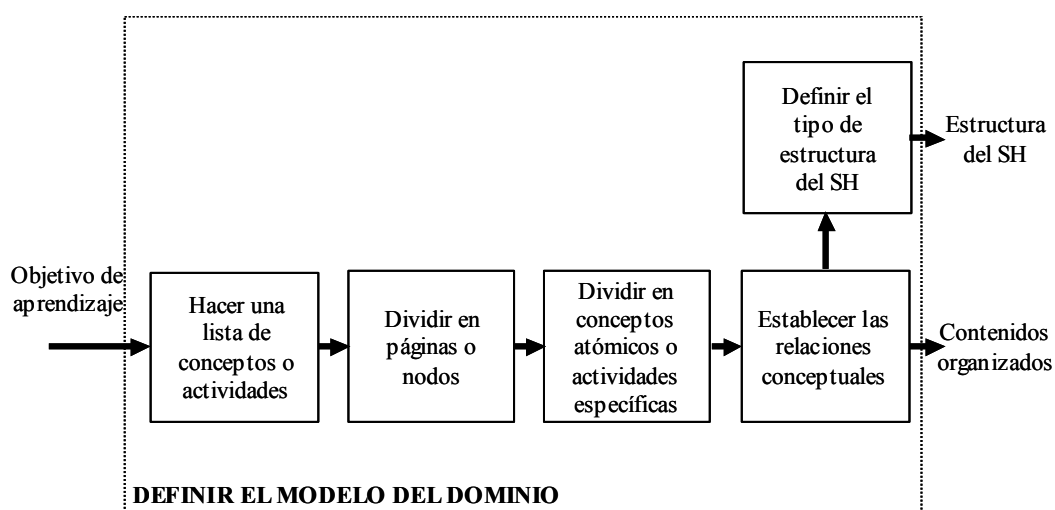 Definir el
tipo de
estructura
del SH
Estructura
del SH
Objetivo de
aprendizaje
Hacer una
lista de
conceptos o
actividades
Dividir en
páginas o
nodos
Dividir en
conceptos
atómicos o
actividades
específicas
Establecer las
relaciones
conceptuales
Contenidos
organizados
DEFINIR EL MODELO DEL DOMINIO